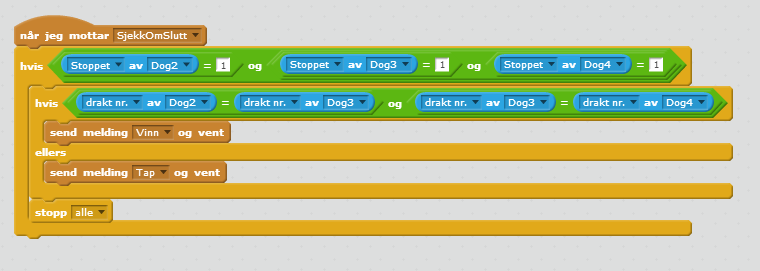 når jeg mottar SjekkOmSlutt
hvis Stoppet av Dog2 = 1 og Stoppet av Dog3 = 1 og Stoppet av Dog4 = 1
hvis drakt nr. av Dog2 = drakt nr. av Dog3 og drakt nr. av Dog3 = drakt nr. av Dog4
send melding Vinn og vent
ellers
send melding Tap og vent
stopp alle